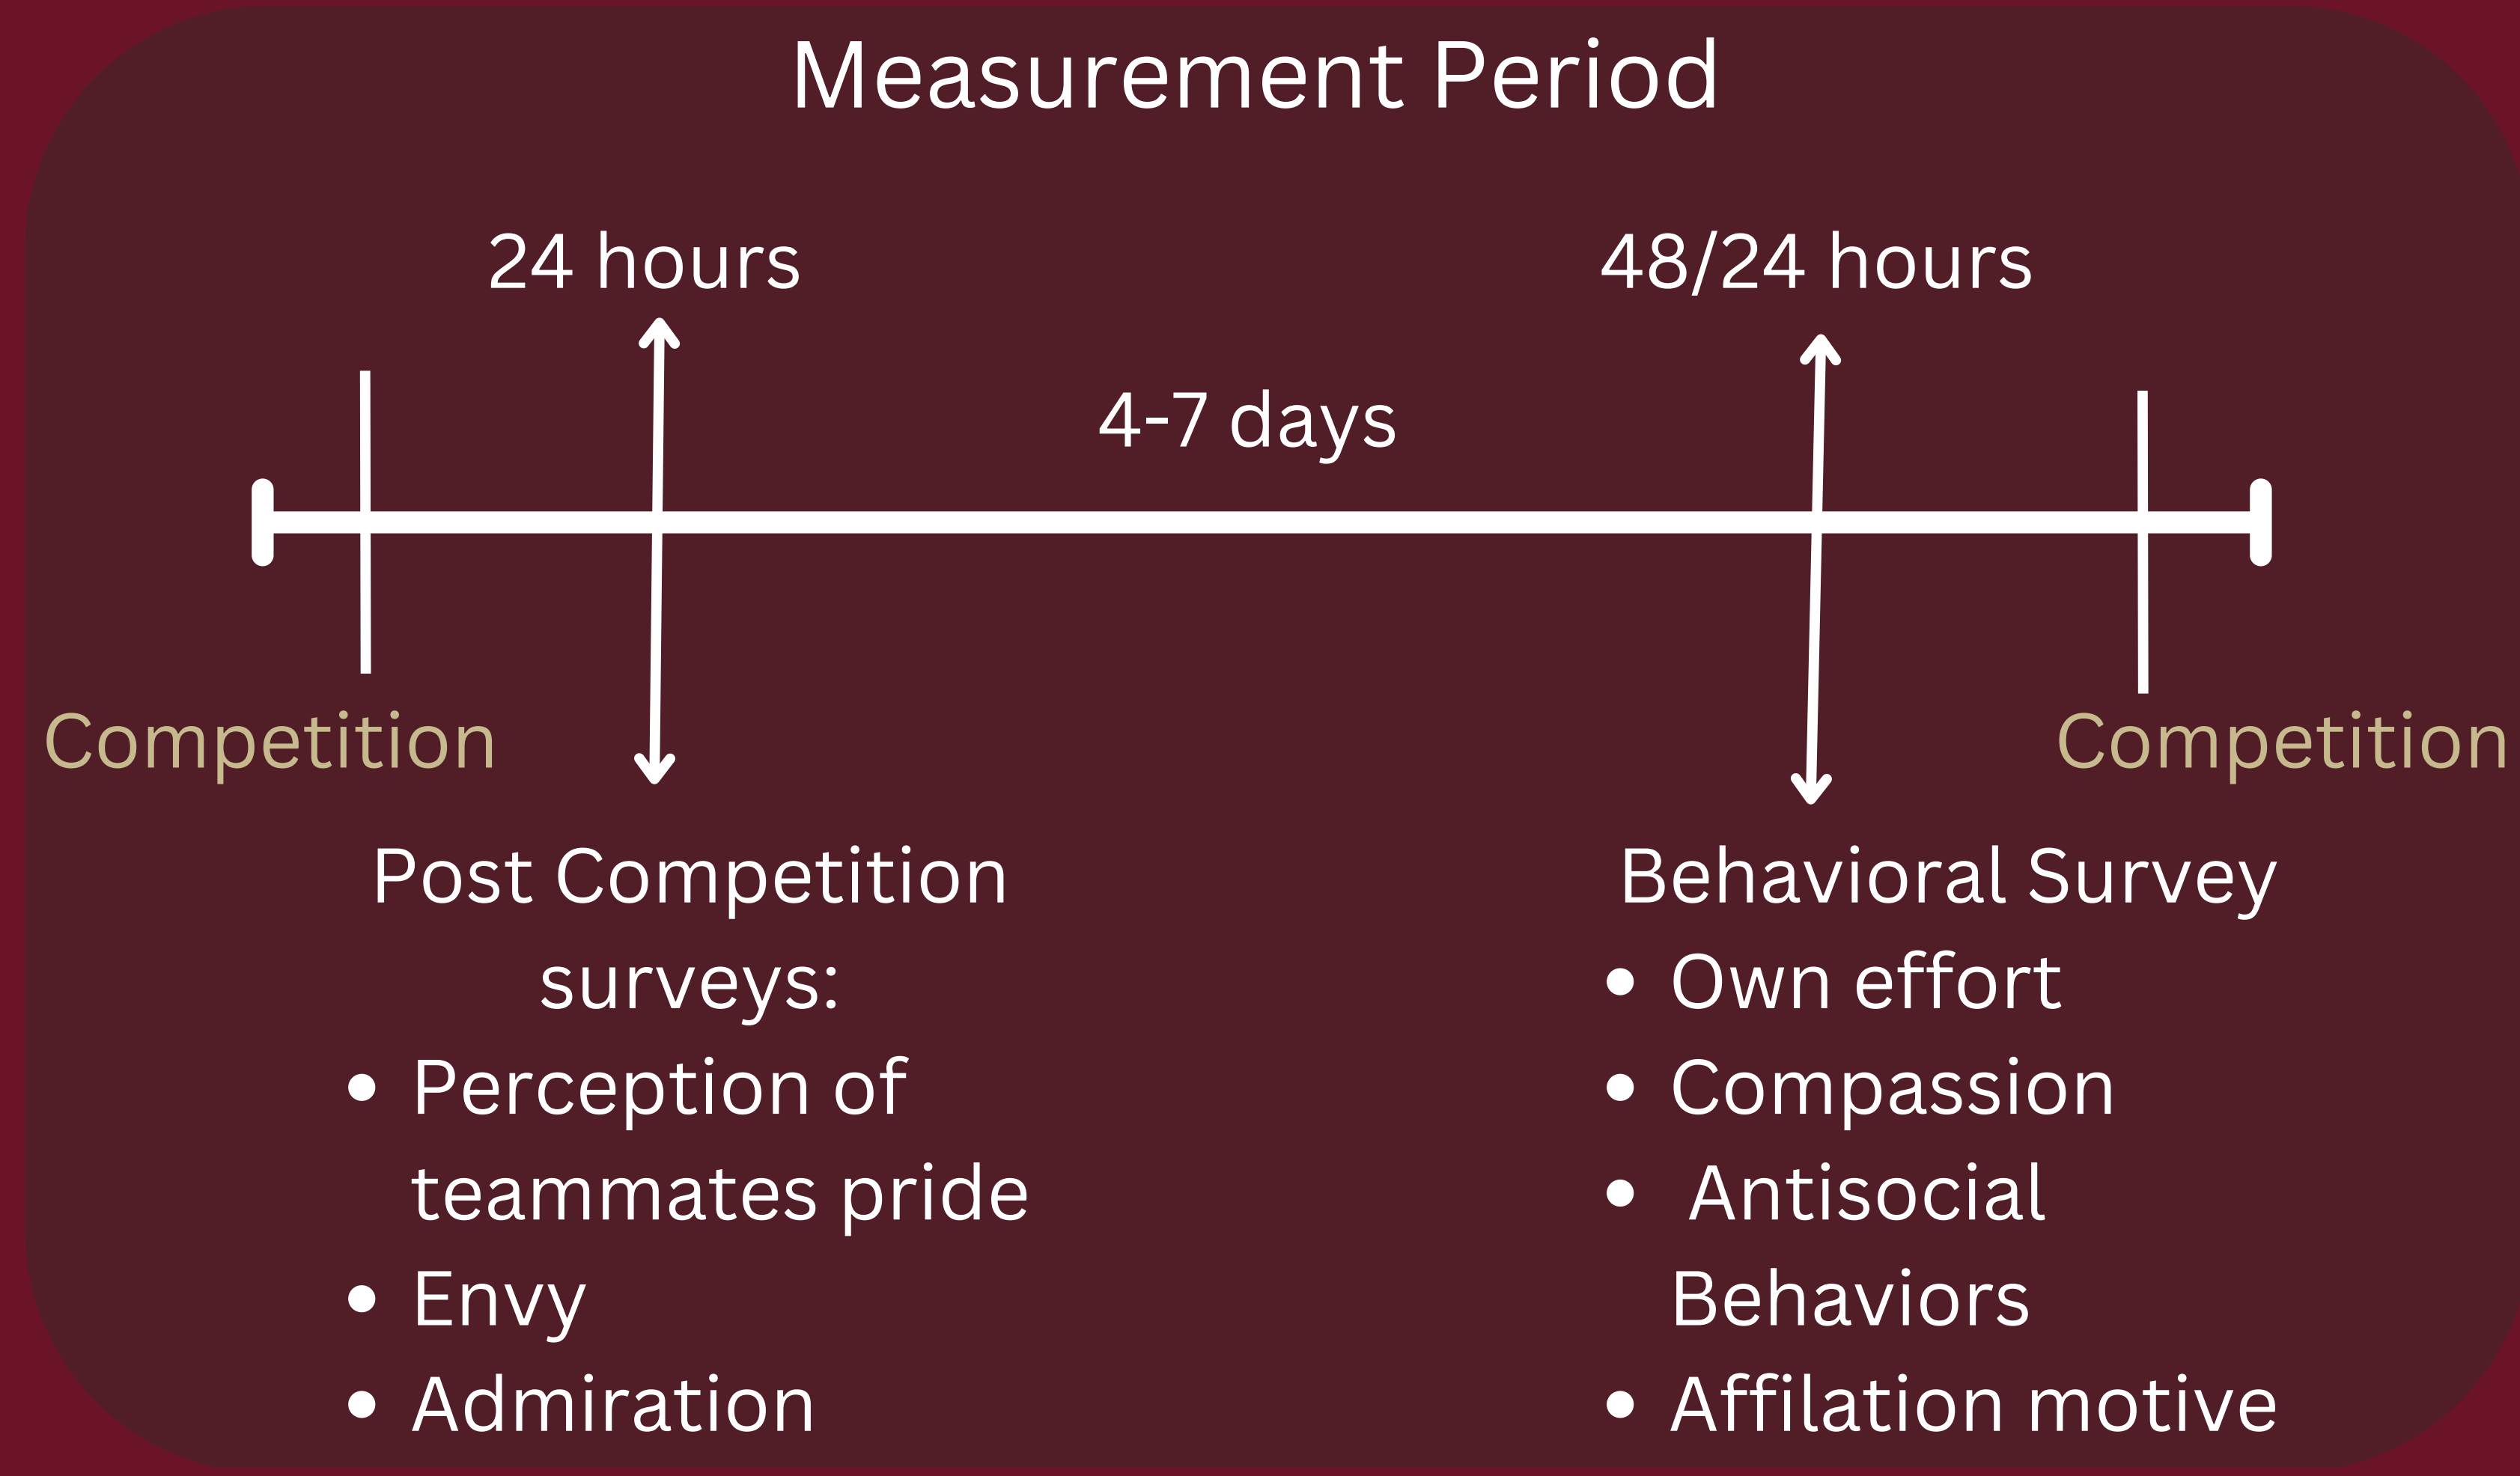 Measurement Period
24 hours
48/24 hours
4-7 days
Competition
Competition
Post Competition
surveys:
• Perception of
teammates pride
• Envy
• Admiration
Behavioral Survey
• Own effort
• Compassion
• Antisocial
Behaviors
• Affilation motive